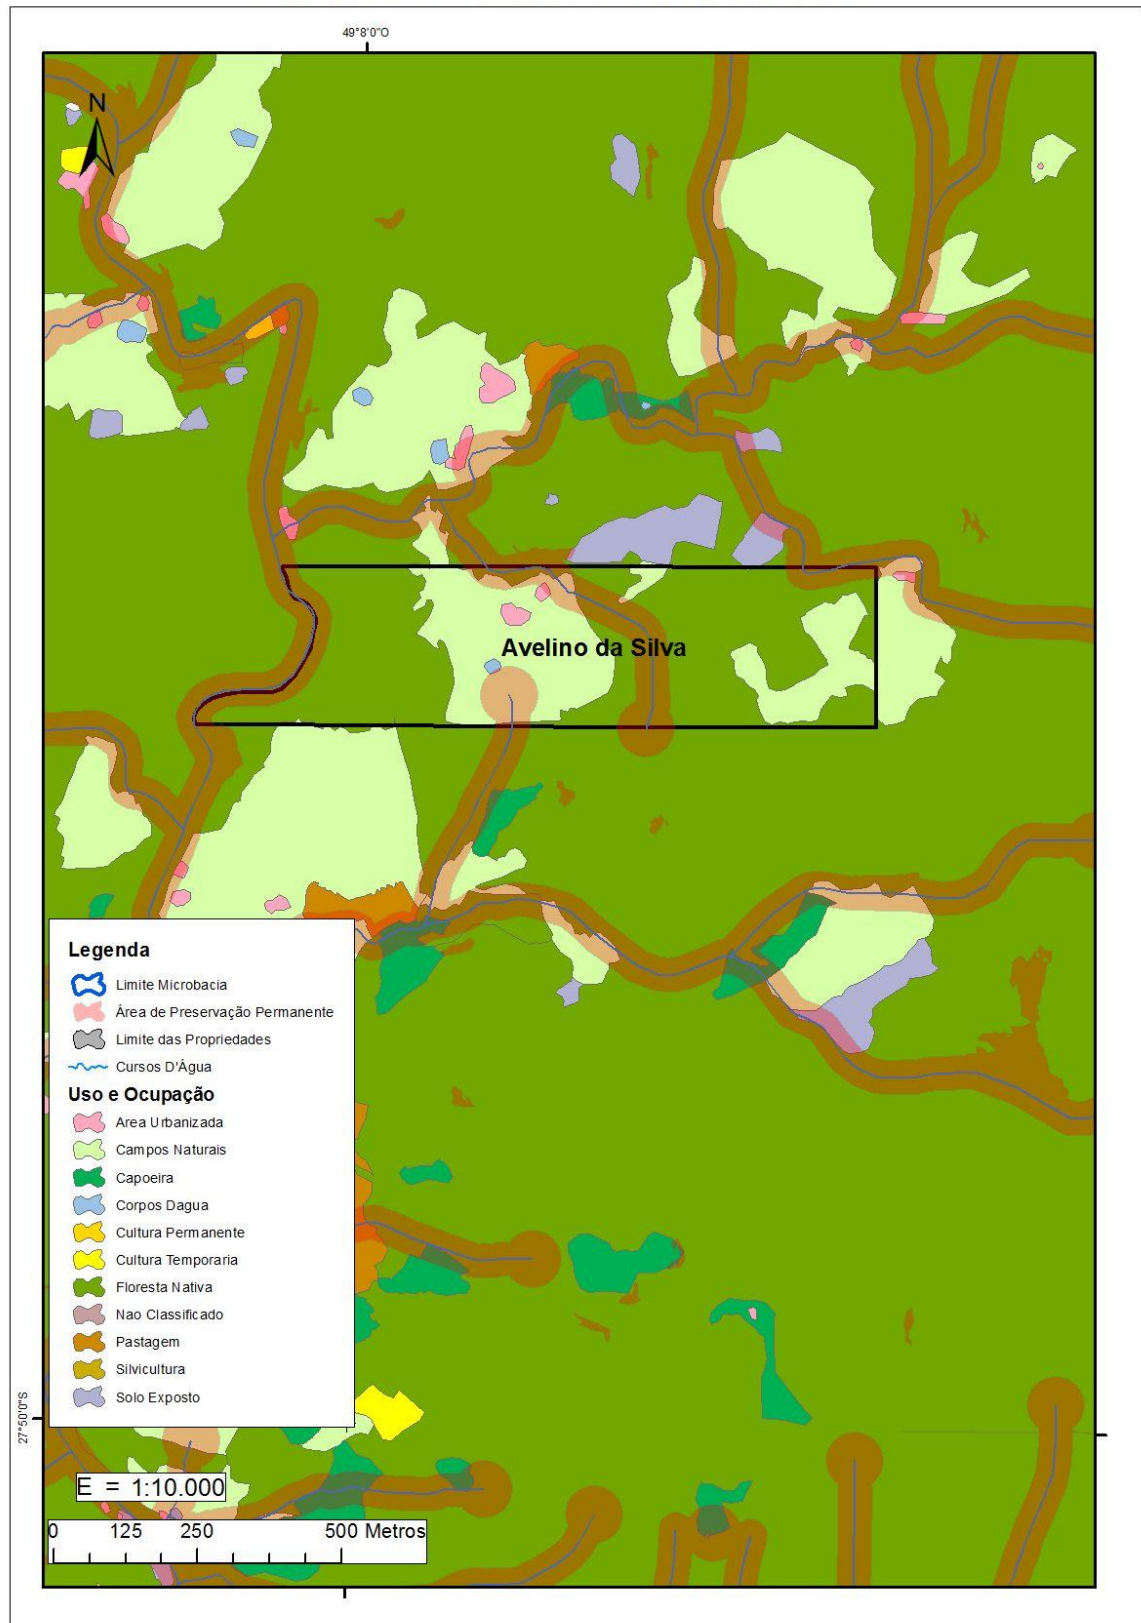 49°8'0"O
N
Avelino da Silva
Legenda
Limite Microbacia
Área de Preservação Permanente
Limite das Propriedades
Cursos D'Água
Uso e Ocupação
Area Urbanizada
Campos Naturais
Capoeira
Corpos Dagua
Cultura Permanente
Cultura Temporaria
Floresta Nativa
Nao Classificado
Pastagem
Silvicultura
Solo Exposto
27°50'0"S
E = 1:10.000
0 125 250 500 Metros